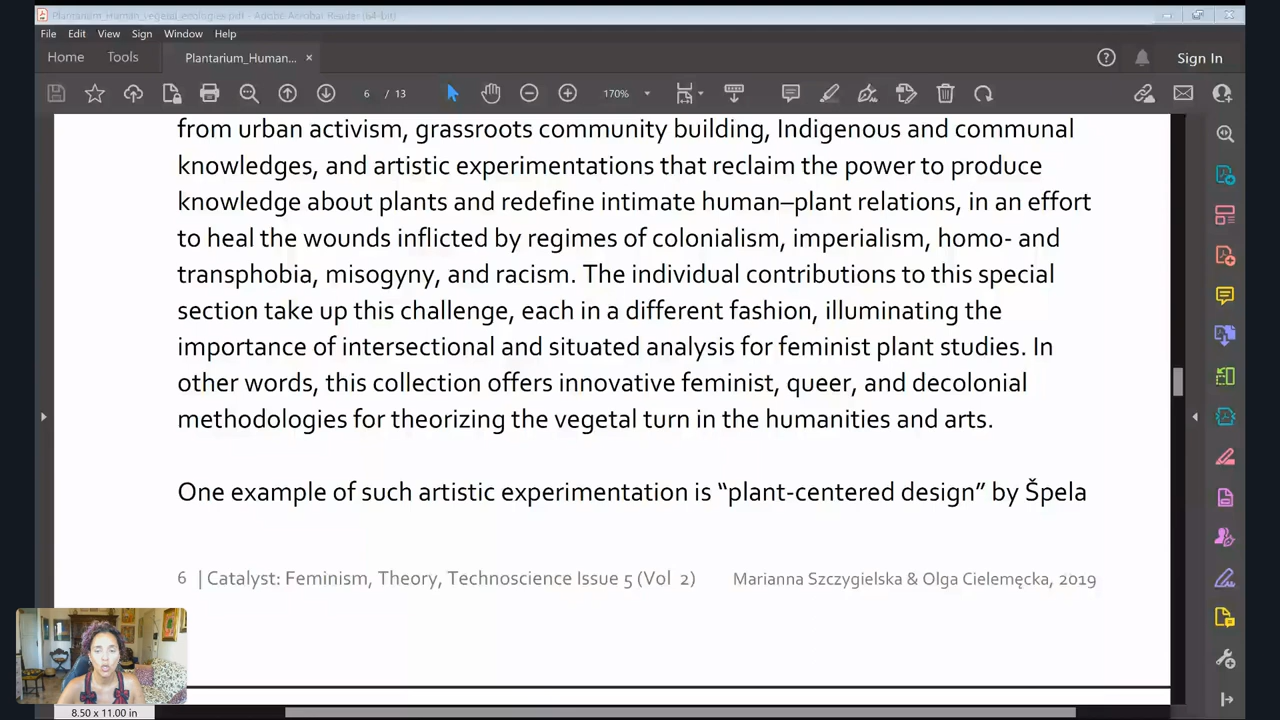 Plantarium_Human_vegetal_ecologies.pdf - Adobe Acrobat Reader (64-bit)
File Edit View Sign Window Help
Home Tools Plantarium_Human... × Sign In
6 / 13 170%
from urban activism, grassroots community building, Indigenous and communal
knowledges, and artistic experimentations that reclaim the power to produce
knowledge about plants and redefine intimate human–plant relations, in an effort
to heal the wounds inflicted by regimes of colonialism, imperialism, homo- and
transphobia, misogyny, and racism. The individual contributions to this special
section take up this challenge, each in a different fashion, illuminating the
importance of intersectional and situated analysis for feminist plant studies. In
other words, this collection offers innovative feminist, queer, and decolonial
methodologies for theorizing the vegetal turn in the humanities and arts.
One example of such artistic experimentation is “plant-centered design” by Špela
6 | Catalyst: Feminism, Theory, Technoscience Issue 5 (Vol 2) Marianna Szczygielska & Olga Cielemęcka, 2019
8.50 x 11.00 in